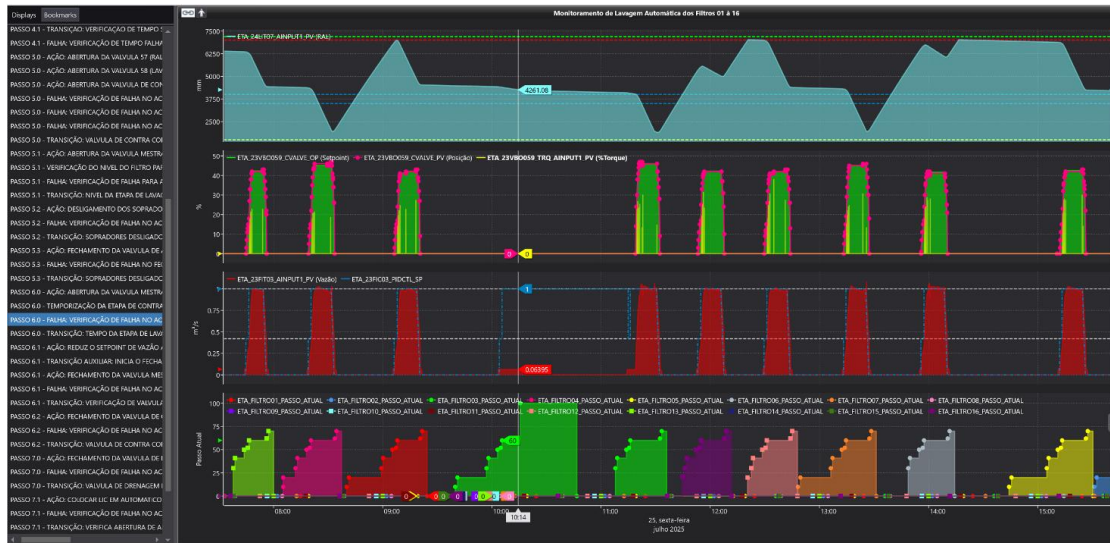 Displays Bookmarks
PASSO 4.1 - TRANSIÇÃO: VERIFICAÇAO DE TEMPO
PASSO 4.1 - FALHA: VERIFICAÇÃO DE TEMPO FALHA
PASSO 5.0 - AÇÃO: ABERTURA DA VALVULA 57 (RAL
PASSO 5.0 - AÇÃO: ABERTURA DA VALVULA 58 (LAV
PASSO 5.0 - AÇÃO: ABERTURA DA VALVULA DE CON
PASSO 5.0 - FALHA: VERIFICAÇÃO DE FALHA NO AC
PASSO 5.0 - FALHA: VERIFICAÇÃO DE FALHA NO AC
PASSO 5.0 - FALHA: VERIFICAÇÃO DE FALHA NO AC
PASSO 5.0 - TRANSIÇÃO: VALVULA DE CONTRA COR
PASSO 5.1 - AÇÃO: ABERTURA DA VALVULA MESTRA
PASSO 5.1 - VERIFICAÇÃO DO NIVEL DO FILTRO PAR
PASSO 5.1 - FALHA: VERIFICAÇÃO DE FALHA PARA A
PASSO 5.1 - TRANSIÇÃO: NIVEL DA ETAPA DE LAVA
PASSO 5.2 - AÇÃO: DESLIGAMENTO DOS SOPRADO
PASSO 5.2 - FALHA: VERIFICAÇÃO DE FALHA NO AC
PASSO 5.2 - TRANSIÇÃO: SOPRADORES DESLIGADO
PASSO 5.3 - AÇÃO: FECHAMENTO DA VALVULA DE
PASSO 5.3 - FALHA: VERIFICAÇÃO DE FALHA NO FE
PASSO 5.3 - TRANSIÇÃO: SOPRADORES DESLIGADO
PASSO 6.0 - AÇÃO: ABERTURA DA VALVULA MESTR
PASSO 6.0 - TEMPORIZAÇÃO DA ETAPA DE CONTRA
PASSO 6.0 - FALHA: VERIFICAÇÃO DE FALHA NO AC
PASSO 6.0 - TRANSIÇÃO: TEMPO DA ETAPA DE LAV
PASSO 6.1 - AÇÃO: REDUZ O SETPOINT DE VAZÃO
PASSO 6.1 - TRANSIÇÃO AUXILIAR: INICIA O FECHA
PASSO 6.1 - AÇÃO: FECHAMENTO DA VALVULA MES
PASSO 6.1 - FALHA: VERIFICAÇÃO DE FALHA NO AC
PASSO 6.1 - TRANSIÇÃO: VERIFICAÇÃO DE VALVULA
PASSO 6.2 - AÇÃO: FECHAMENTO DA VALVULA DE
PASSO 6.2 - FALHA: VERIFICAÇÃO DE FALHA NO AC
PASSO 6.2 - TRANSIÇÃO: VALVULA DE CONTRA COR
PASSO 7.0 - AÇÃO: FECHAMENTO DA VALVULA DE
PASSO 7.0 - FALHA: VERIFICAÇÃO DE FALHA NO AC
PASSO 7.0 - TRANSIÇÃO: VALVULA DE DRENAGEM
PASSO 7.1 - AÇÃO: COLOCAR LIC EM AUTOMATICO
PASSO 7.1 - FALHA: VERIFICAÇÃO DE FALHA NO AC
PASSO 7.1 - TRANSIÇÃO: VERIFICA ABERTURA DE A
Monitoramento de Lavagem Automática dos Filtros 01 à 16
ETA_24LIT07_AINPUT1_PV (RAL)
7500
6250
5000
3750
2500
mm
4261.08
ETA_23VBO059_CVALVE_OP (Setpoint) ETA_23VBO059_CVALVE_PV (Posição) ETA_23VBO059_TRQ_AINPUT1_PV (%Torque)
50
40
30
20
10
0
%
0 0
ETA_23FIT03_AINPUT1_PV (Vazão) ETA_23FIC03_PIDCTL_SP
1
0.75
0.5
0.25
0
m³/s
1
0.06395
ETA_FILTRO01_PASSO_ATUAL ETA_FILTRO02_PASSO_ATUAL ETA_FILTRO03_PASSO_ATUAL ETA_FILTRO04_PASSO_ATUAL ETA_FILTRO05_PASSO_ATUAL ETA_FILTRO06_PASSO_ATUAL ETA_FILTRO07_PASSO_ATUAL ETA_FILTRO08_PASSO_ATUAL
ETA_FILTRO09_PASSO_ATUAL ETA_FILTRO10_PASSO_ATUAL ETA_FILTRO11_PASSO_ATUAL ETA_FILTRO12_PASSO_ATUAL ETA_FILTRO13_PASSO_ATUAL ETA_FILTRO14_PASSO_ATUAL ETA_FILTRO15_PASSO_ATUAL ETA_FILTRO16_PASSO_ATUAL
100
75
50
25
0
Passo Atual
60
08:00 09:00 10:00 11:00 12:00 13:00 14:00 15:00
10:14
25, sexta-feira
julho 2025